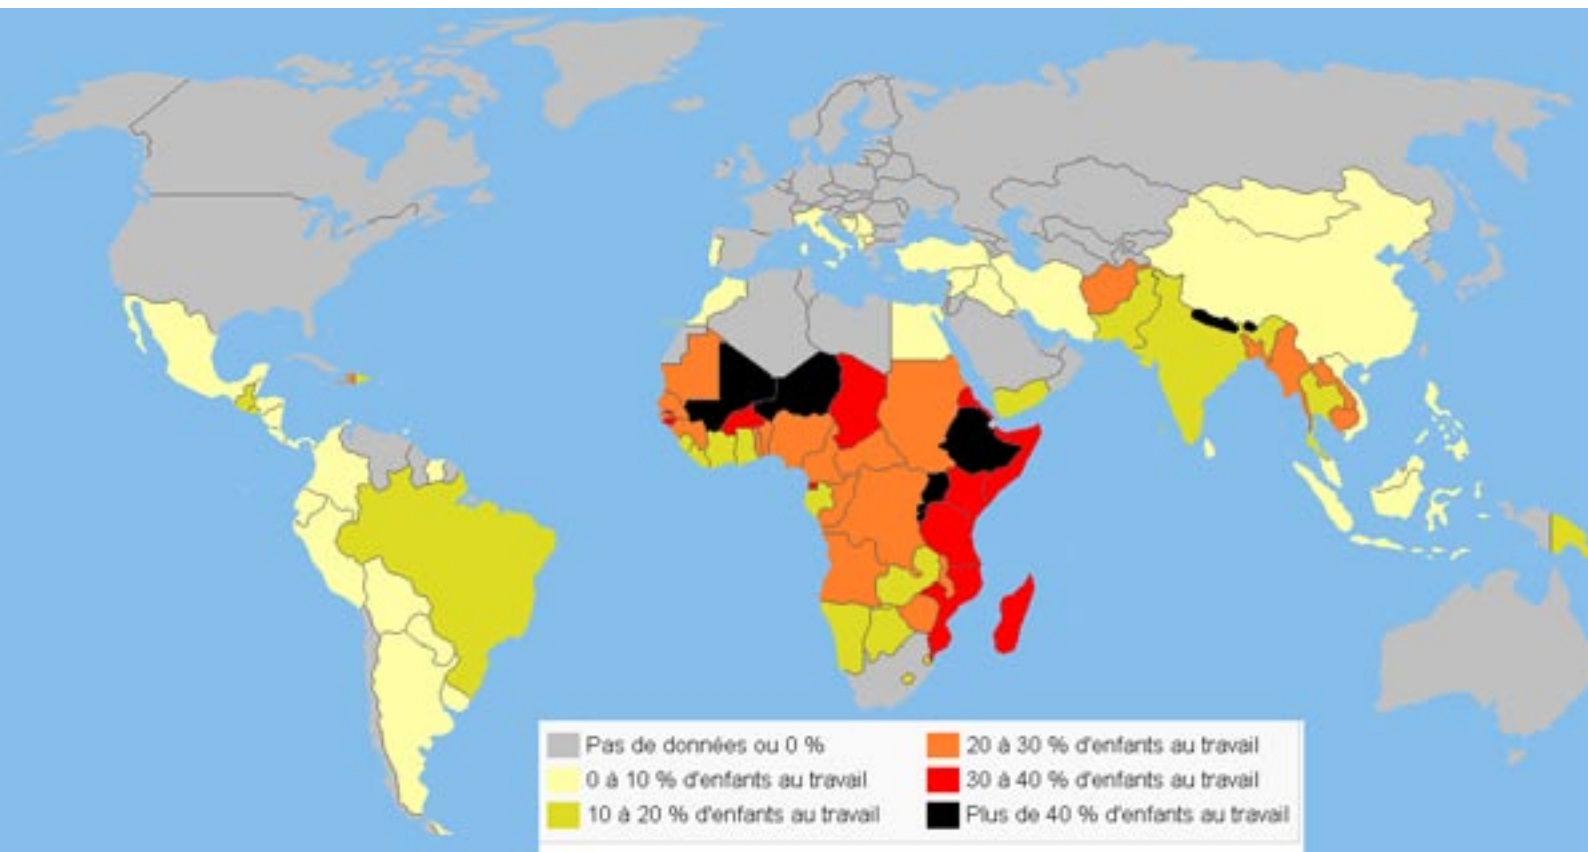 Pas de données ou 0 %
0 à 10 % d'enfants au travail
10 à 20 % d'enfants au travail
20 à 30 % d'enfants au travail
30 à 40 % d'enfants au travail
Plus de 40 % d'enfants au travail